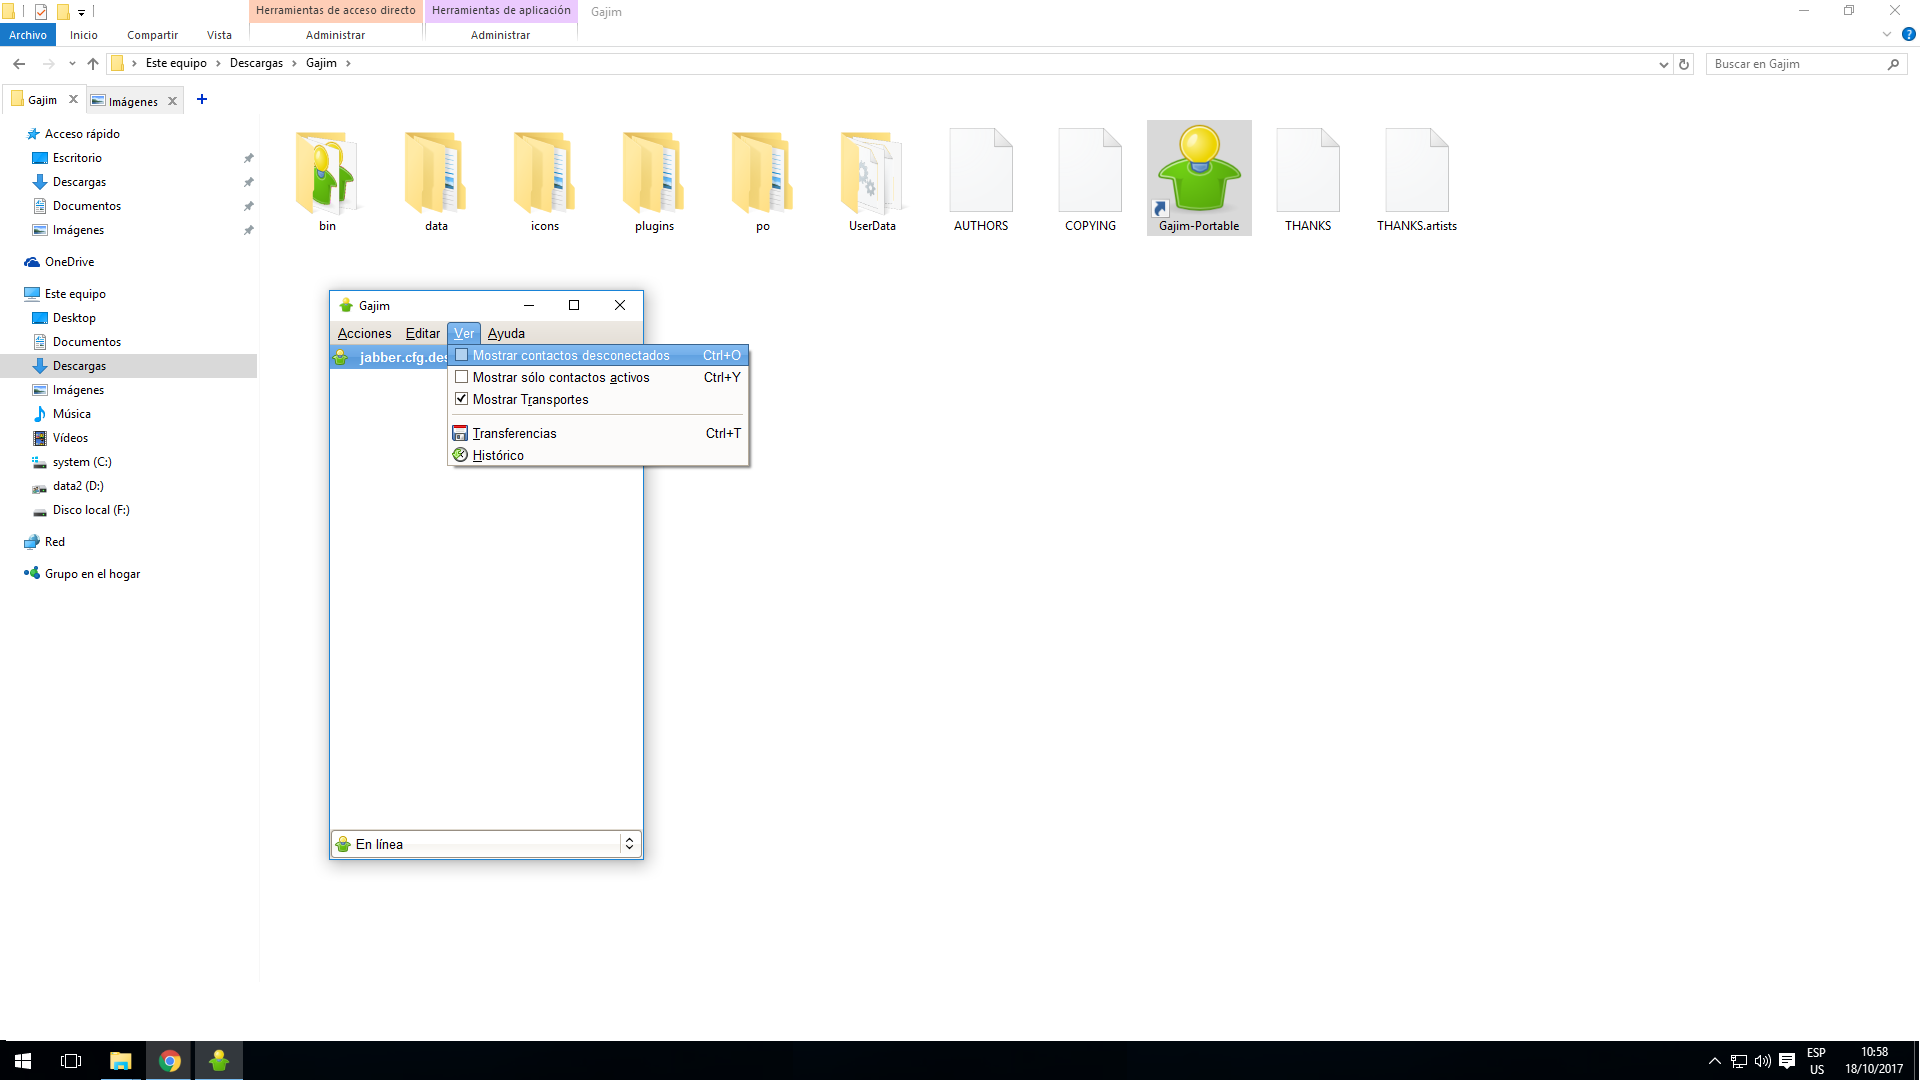 Herramientas de acceso directo
Herramientas de aplicación
Gajim
Archivo
Inicio
Compartir
Vista
Administrar
Administrar
Este equipo
Descargas
Gajim
Buscar en Gajim
Gajim
Imágenes
Acceso rápido
Escritorio
Descargas
Documentos
Imágenes
OneDrive
Este equipo
Desktop
Documentos
Descargas
Imágenes
Música
Vídeos
system (C:)
data2 (D:)
Disco local (F:)
Red
Grupo en el hogar
bin
data
icons
plugins
po
UserData
AUTHORS
COPYING
Gajim-Portable
THANKS
THANKS.artists
Gajim
Acciones Editar Ver Ayuda
jabber.cfg.des
Mostrar contactos desconectados Ctrl+O
Mostrar sólo contactos activos Ctrl+Y
Mostrar Transportes
Transferencias Ctrl+T
Histórico
En línea
ESP
US
10:58
18/10/2017